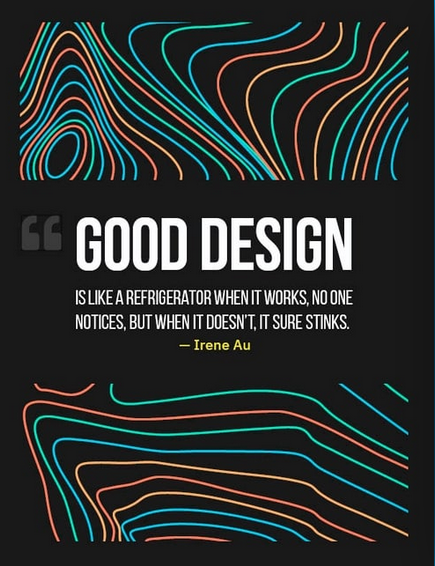 “
GOOD DESIGN
IS LIKE A REFRIGERATOR WHEN IT WORKS, NO ONE
NOTICES, BUT WHEN IT DOESN'T, IT SURE STINKS.
— Irene Au